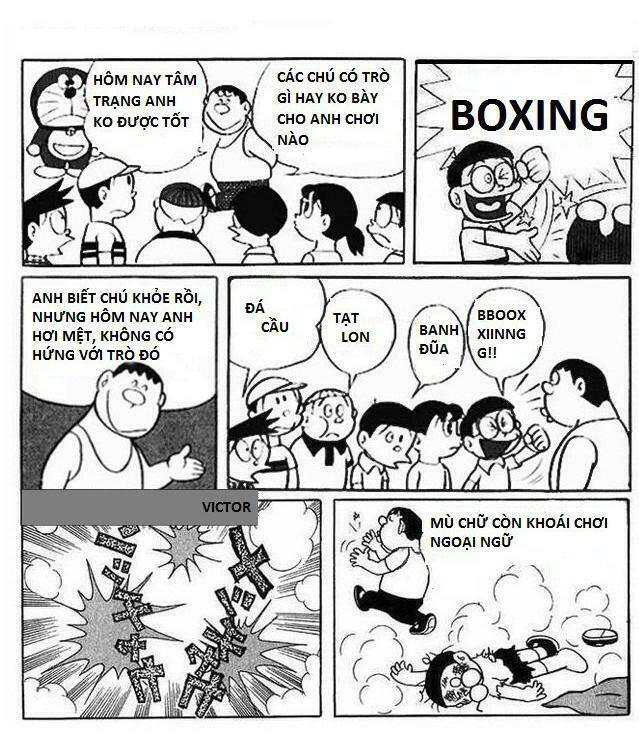 HÔM NAY TÂM
TRẠNG ANH
KO ĐƯỢC TỐT
CÁC CHÚ CÓ TRÒ
GÌ HAY KO BÀY
CHO ANH CHƠI
NÀO
BOXING
ANH BIẾT CHÚ KHỎE RỒI,
NHƯNG HÔM NAY ANH
HƠI MỆT, KHÔNG CÓ
HỨNG VỚI TRÒ ĐÓ
ĐÁ
CẦU
TẠT
LON
BANH
ĐŨA
BBOOX
XIINNG
G!!
VICTOR
MÙ CHỮ CÒN KHOÁI CHƠI
NGOẠI NGỮ